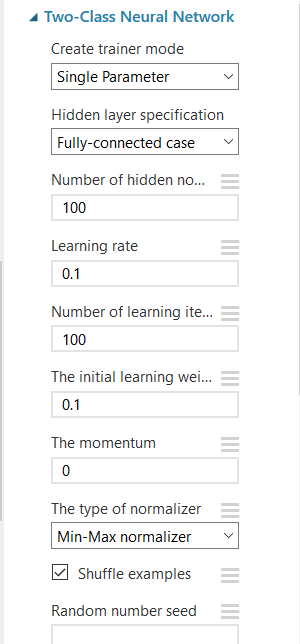 Two-Class Neural Network
Create trainer mode
Single Parameter
Hidden layer specification
Fully-connected case
Number of hidden no...
100
Learning rate
0.1
Number of learning ite...
100
The initial learning wei...
0.1
The momentum
0
The type of normalizer
Min-Max normalizer
Shuffle examples
Random number seed